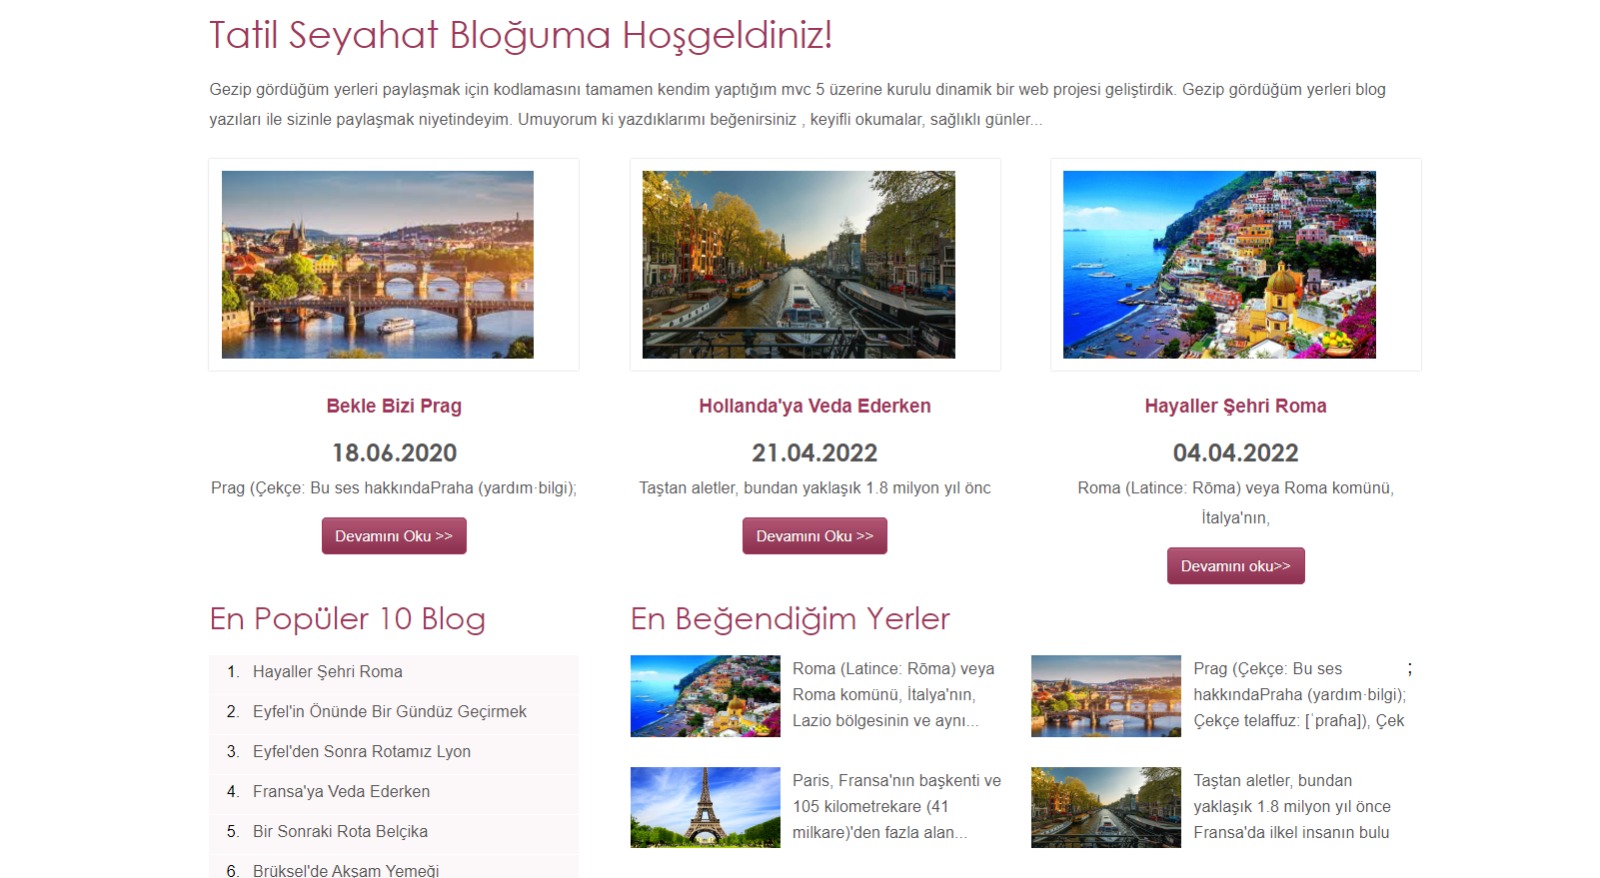 Tatil Seyahat Bloğuma Hoşgeldiniz!
Gezip gördüğüm yerleri paylaşmak için kodlamasını tamamen kendim yaptığım mvc 5 üzerine kurulu dinamik bir web projesi geliştirdik. Gezip gördüğüm yerleri blog
yazıları ile sizinle paylaşmak niyetindeyim. Umuyorum ki yazdıklarımı beğenirsiniz , keyifli okumalar, sağlıklı günler...
Bekle Bizi Prag
18.06.2020
Prag (Çekçe: Bu ses hakkındaPraha (yardım·bilgi);
Devamını Oku >>
Hollanda'ya Veda Ederken
21.04.2022
Taştan aletler, bundan yaklaşık 1.8 milyon yıl önc
Devamını Oku >>
Hayaller Şehri Roma
04.04.2022
Roma (Latince: Rōma) veya Roma komünü,
İtalya'nın,
Devamını oku>>
En Popüler 10 Blog
1. Hayaller Şehri Roma
2. Eyfel'in Önünde Bir Gündüz Geçirmek
3. Eyfel'den Sonra Rotamız Lyon
4. Fransa'ya Veda Ederken
5. Bir Sonraki Rota Belçika
6. Brüksel'de Akşam Yemeği
En Beğendiğim Yerler
Roma (Latince: Rōma) veya
Roma komünü, İtalya'nın,
Lazio bölgesinin ve aynı...
Prag (Çekçe: Bu ses
hakkındaPraha (yardım·bilgi);
Çekçe telaffuz: [ˈpraɦa]), Çek
;
Paris, Fransa'nın başkenti ve
105 kilometrekare (41
milkare)'den fazla alan...
Taştan aletler, bundan
yaklaşık 1.8 milyon yıl önce
Fransa'da ilkel insanın bulu